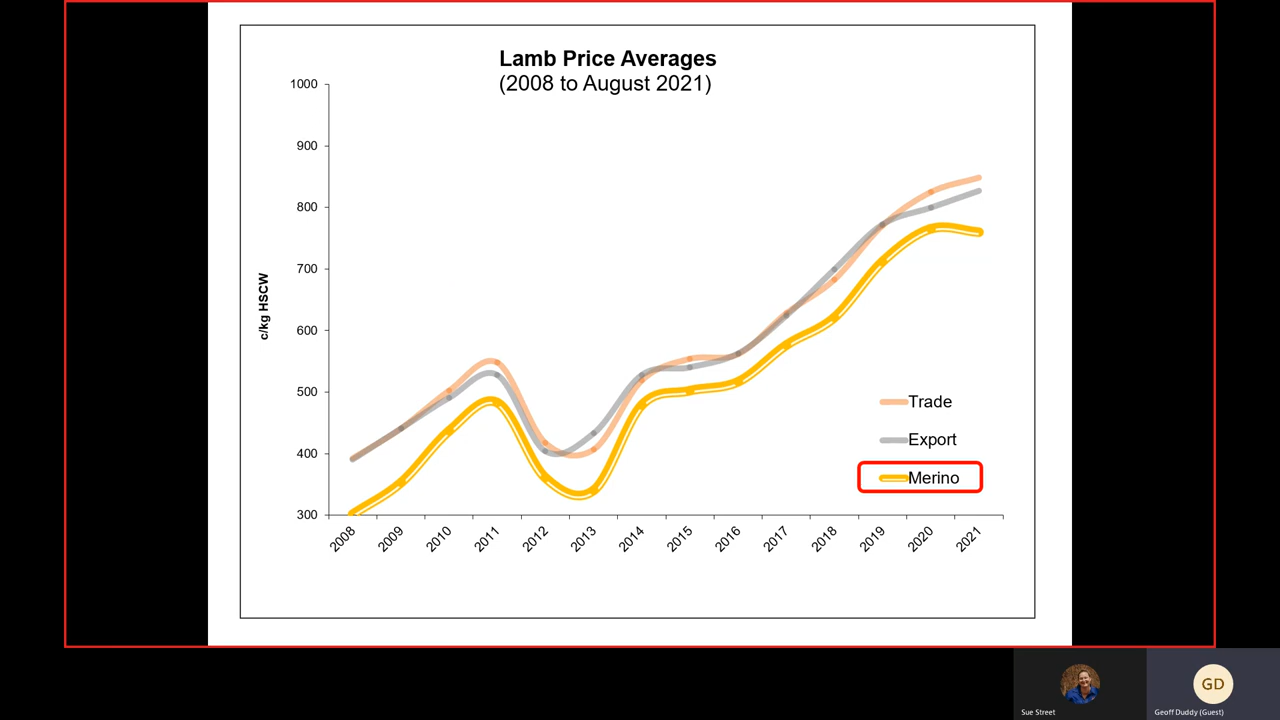 Lamb Price Averages
(2008 to August 2021)
1000
900
800
700
600
500
400
300
c/kg HSCW
2008
2009
2010
2011
2012
2013
2014
2015
2016
2017
2018
2019
2020
2021
Trade
Export
Merino
GD
Sue Street
Geoff Duddy (Guest)